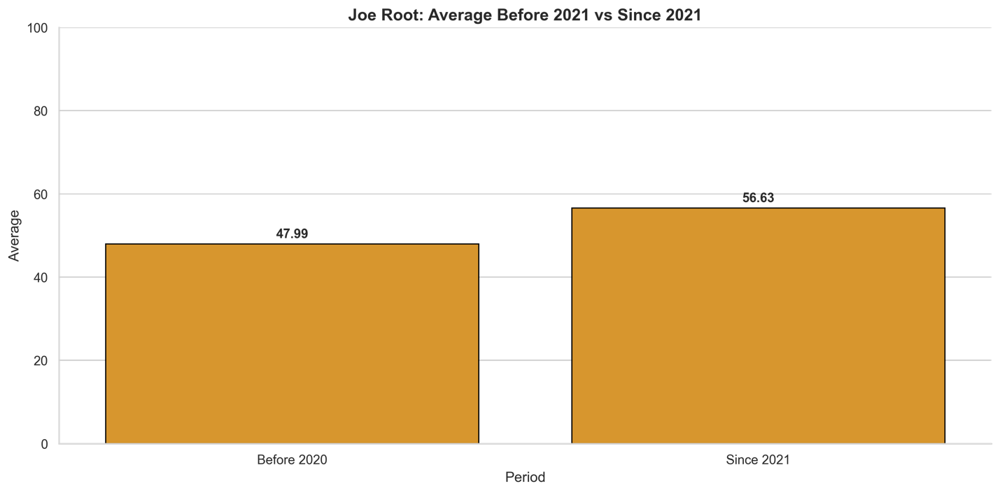 Joe Root: Average Before 2021 vs Since 2021
100
80
60
40
20
0
Average
47.99
56.63
Before 2020
Since 2021
Period